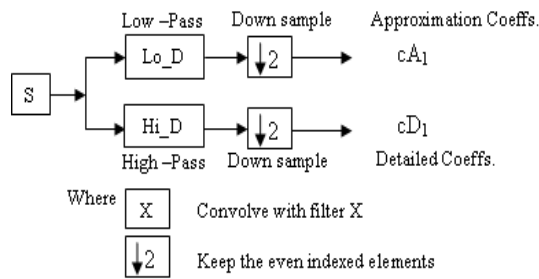 Low –Pass Down sample Approximation Coeffs.
Lo_D ↓2 cA₁
S
Hi_D ↓2 cD₁
High –Pass Down sample Detailed Coeffs.
Where X Convolve with filter X
↓2 Keep the even indexed elements